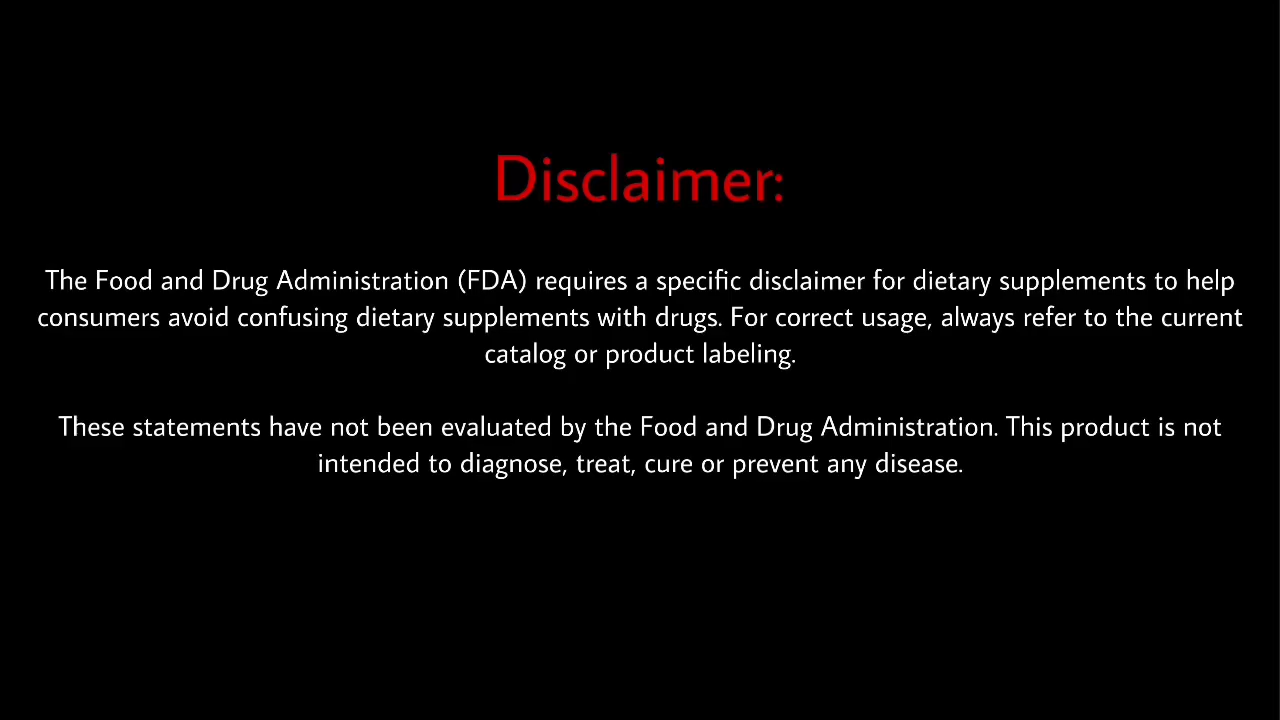 Disclaimer:
The Food and Drug Administration (FDA) requires a specific disclaimer for dietary supplements to help
consumers avoid confusing dietary supplements with drugs. For correct usage, always refer to the current
catalog or product labeling.
These statements have not been evaluated by the Food and Drug Administration. This product is not
intended to diagnose, treat, cure or prevent any disease.